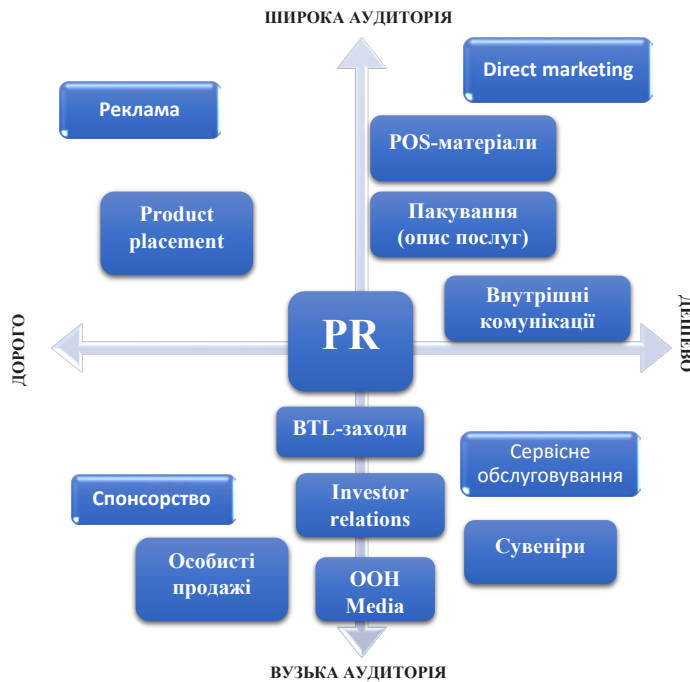 ШИРОКА АУДИТОРІЯ
Direct marketing
Реклама
POS-матеріали
Product
placement
Пакування
(опис послуг)
Внутрішні
комунікації
ДОРОГО
PR
ДЕШЕВО
BTL-заходи
Сервісне
обслуговування
Спонсорство
Investor
relations
Особисті
продажі
Сувеніри
OOH
Media
ВУЗЬКА АУДИТОРІЯ